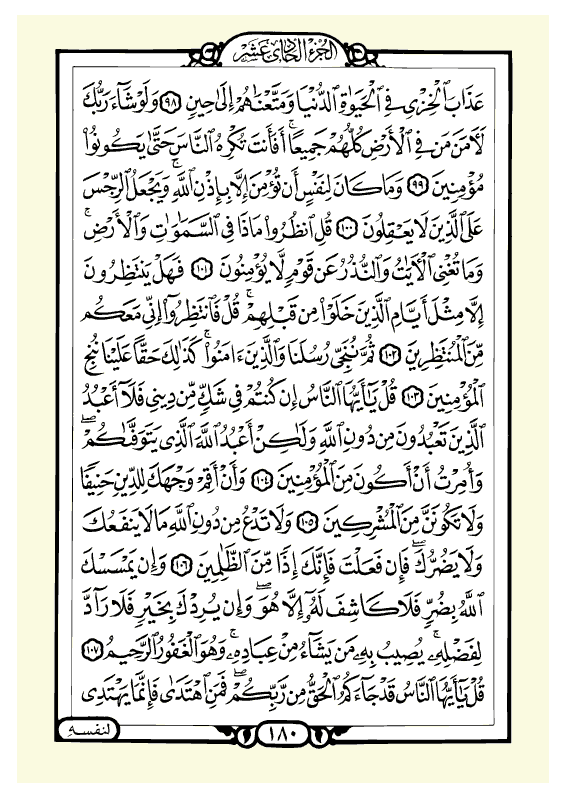 الجزء الحادى عشر
عَذَابَ ٱلْخِزْىِ فِى ٱلْحَيَوٰةِ ٱلدُّنْيَا وَمَتَّعْنَٰهُمْ إِلَىٰ حِينٍ ٩٨ وَلَوْ شَآءَ رَبُّكَ
لَءَامَنَ مَن فِى ٱلْأَرْضِ كُلُّهُمْ جَمِيعًا ۚ أَفَأَنتَ تُكْرِهُ ٱلنَّاسَ حَتَّىٰ يَكُونُوا۟
مُؤْمِنِينَ ٩٩ وَمَا كَانَ لِنَفْسٍ أَن تُؤْمِنَ إِلَّا بِإِذْنِ ٱللَّهِ ۚ وَيَجْعَلُ ٱلرِّجْسَ
عَلَى ٱلَّذِينَ لَا يَعْقِلُونَ ١٠٠ قُلِ ٱنظُرُوا۟ مَاذَا فِى ٱلسَّمَٰوَٰتِ وَٱلْأَرْضِ ۚ
وَمَا تُغْنِى ٱلْءَايَٰتُ وَٱلنُّذُرُ عَن قَوْمٍ لَّا يُؤْمِنُونَ ١٠١ فَهَلْ يَنتَظِرُونَ
إِلَّا مِثْلَ أَيَّامِ ٱلَّذِينَ خَلَوْا۟ مِن قَبْلِهِمْ ۚ قُلْ فَٱنتَظِرُوٓا۟ إِنِّى مَعَكُم
مِّنَ ٱلْمُنتَظِرِينَ ١٠٢ ثُمَّ نُنَجِّى رُسُلَنَا وَٱلَّذِينَ ءَامَنُوا۟ ۚ كَذَٰلِكَ حَقًّا عَلَيْنَا نُنجِ
ٱلْمُؤْمِنِينَ ١٠٣ قُلْ يَٰٓأَيُّهَا ٱلنَّاسُ إِن كُنتُمْ فِى شَكٍّ مِّن دِينِى فَلَآ أَعْبُدُ
ٱلَّذِينَ تَعْبُدُونَ مِن دُونِ ٱللَّهِ وَلَٰكِنْ أَعْبُدُ ٱللَّهَ ٱلَّذِى يَتَوَفَّىٰكُمْ ۖ
وَأُمِرْتُ أَنْ أَكُونَ مِنَ ٱلْمُؤْمِنِينَ ١٠٤ وَأَنْ أَقِمْ وَجْهَكَ لِلدِّينِ حَنِيفًا
وَلَا تَكُونَنَّ مِنَ ٱلْمُشْرِكِينَ ١٠٥ وَلَا تَدْعُ مِن دُونِ ٱللَّهِ مَا لَا يَنفَعُكَ
وَلَا يَضُرُّكَ ۖ فَإِن فَعَلْتَ فَإِنَّكَ إِذًا مِّنَ ٱلظَّٰلِمِينَ ١٠٦ وَإِن يَمْسَسْكَ
ٱللَّهُ بِضُرٍّ فَلَا كَاشِفَ لَهُۥٓ إِلَّا هُوَ ۖ وَإِن يُرِدْكَ بِخَيْرٍ فَلَا رَآدَّ
لِفَضْلِهِۦ ۚ يُصِيبُ بِهِۦ مَن يَشَآءُ مِنْ عِبَادِهِۦ ۚ وَهُوَ ٱلْغَفُورُ ٱلرَّحِيمُ ١٠٧
قُلْ يَٰٓأَيُّهَا ٱلنَّاسُ قَدْ جَآءَكُمُ ٱلْحَقُّ مِن رَّبِّكُمْ ۖ فَمَنِ ٱهْتَدَىٰ فَإِنَّمَا يَهْتَدِى
لنفسه
١٨٠